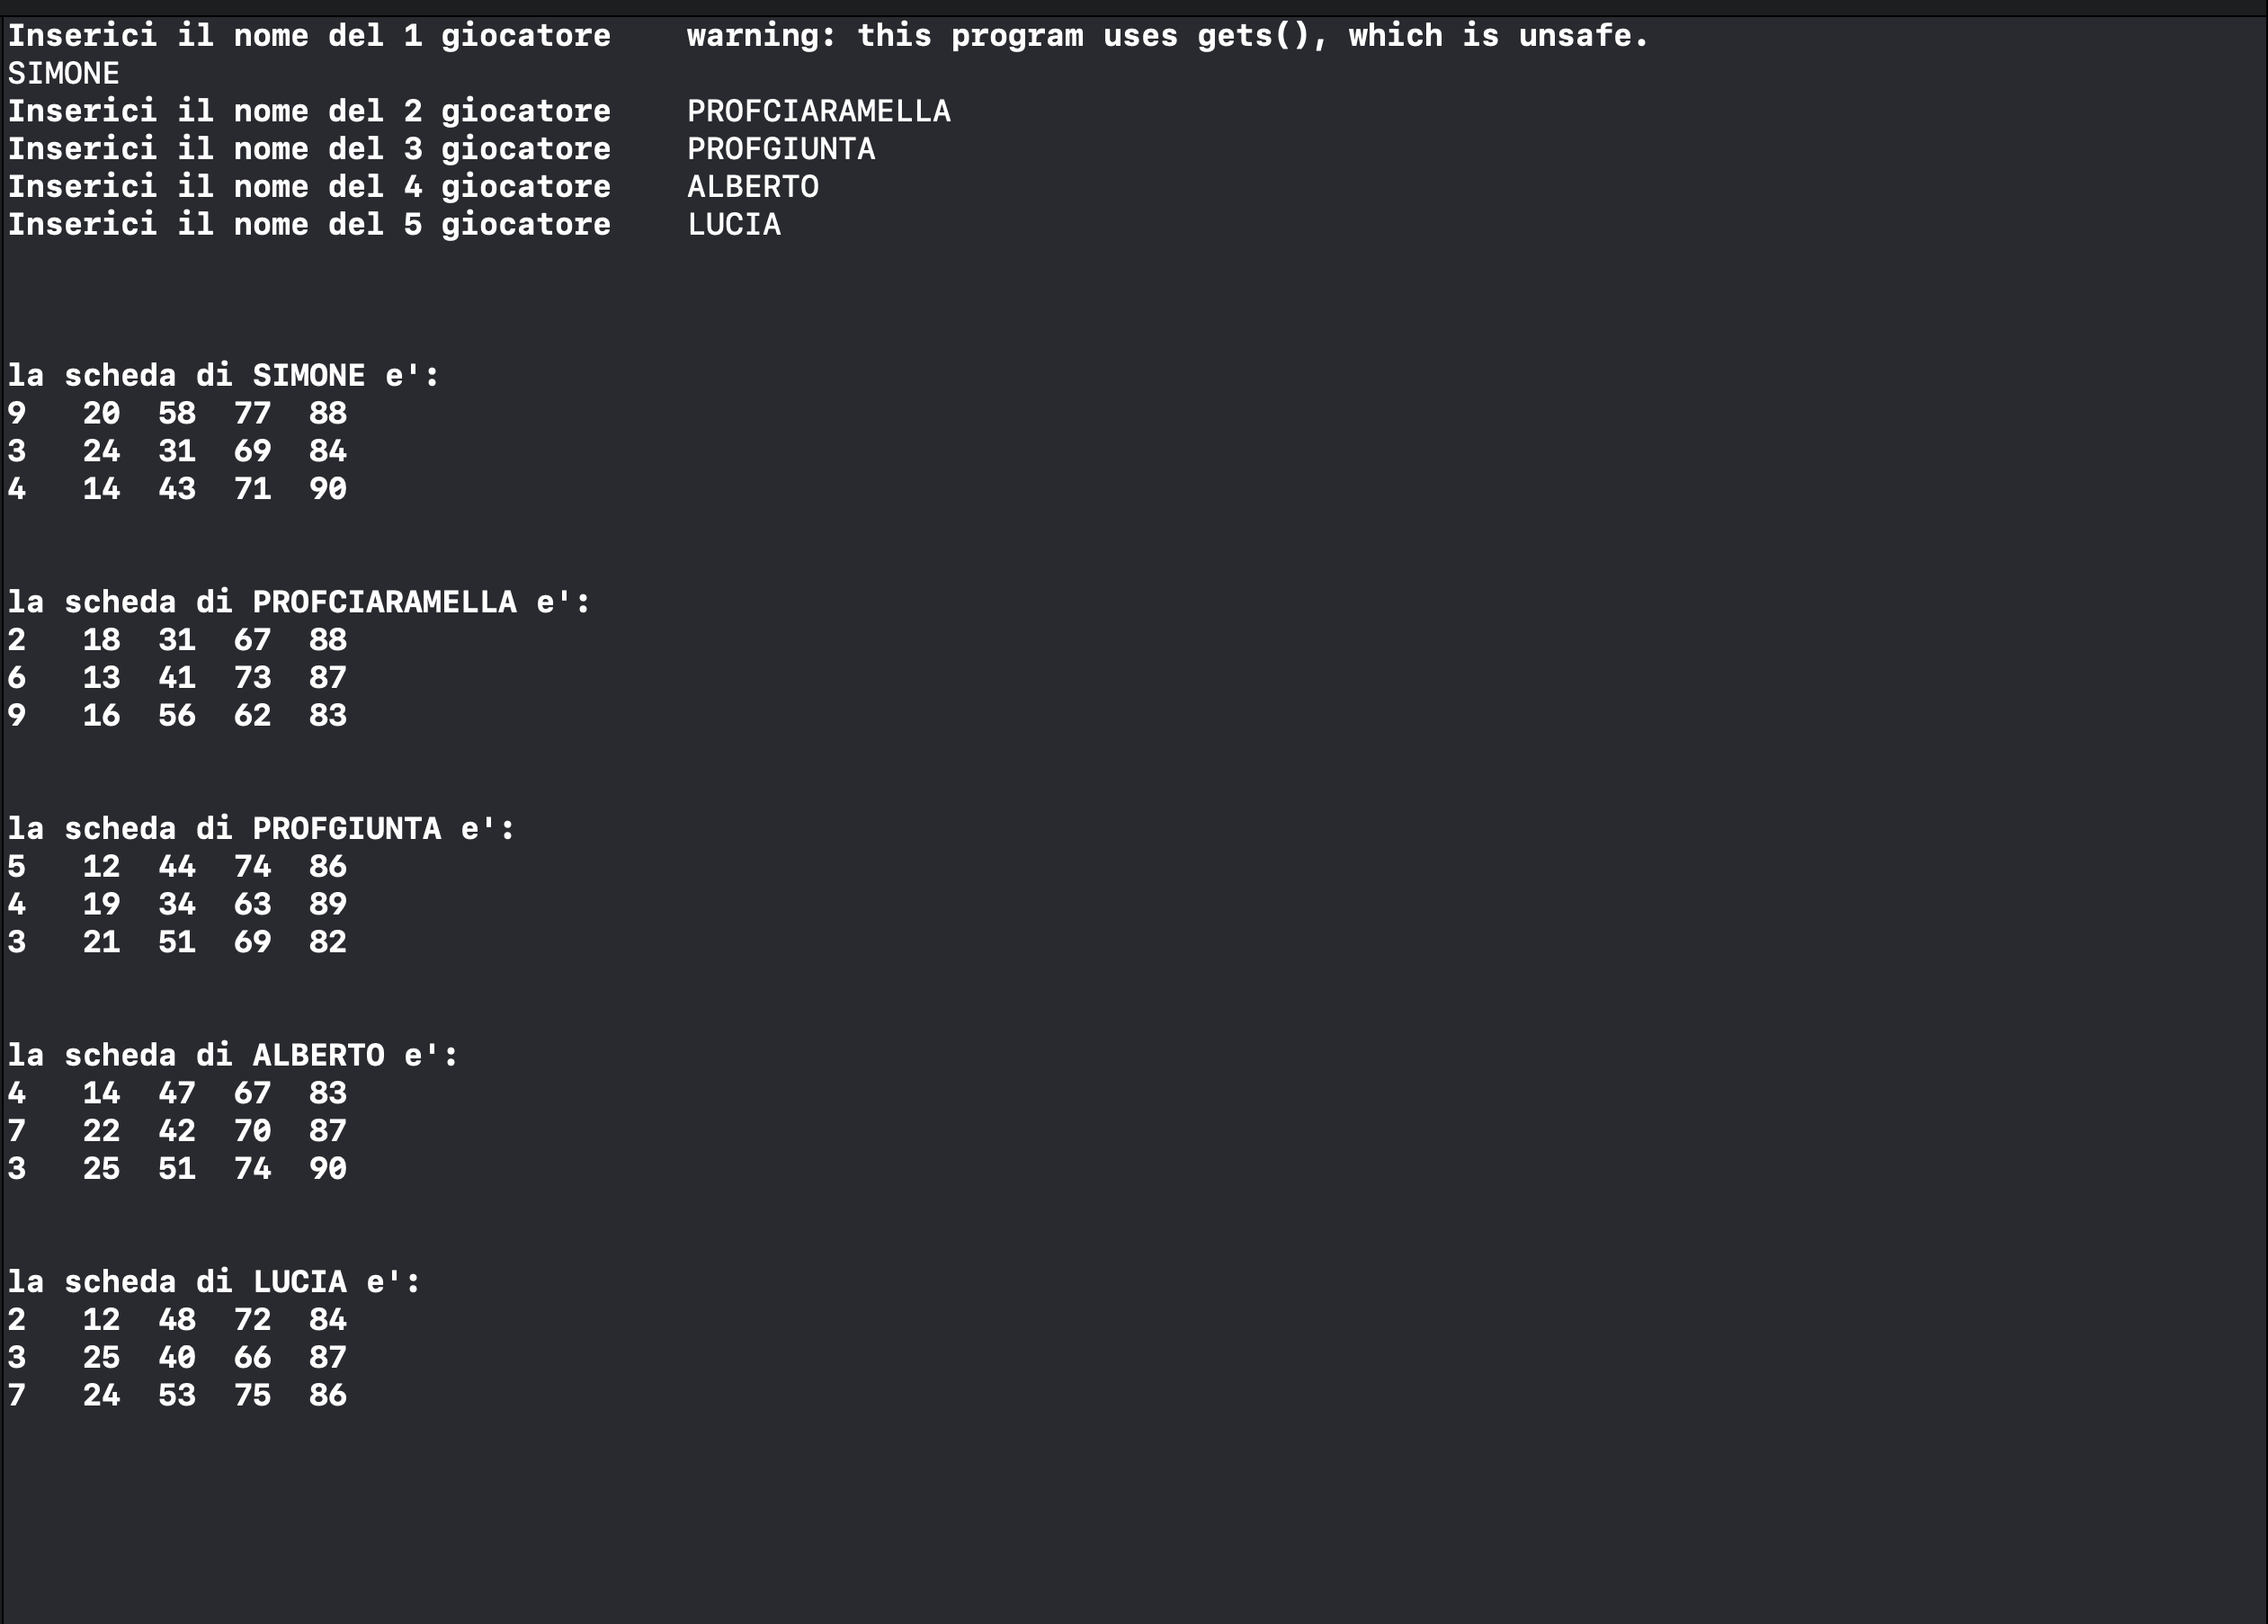 Inserici il nome del 1 giocatore    warning: this program uses gets(), which is unsafe.
SIMONE
Inserici il nome del 2 giocatore    PROFCIARAMELLA
Inserici il nome del 3 giocatore    PROFGIUNTA
Inserici il nome del 4 giocatore    ALBERTO
Inserici il nome del 5 giocatore    LUCIA
la scheda di SIMONE e':
9   20  58  77  88
3   24  31  69  84
4   14  43  71  90
la scheda di PROFCIARAMELLA e':
2   18  31  67  88
6   13  41  73  87
9   16  56  62  83
la scheda di PROFGIUNTA e':
5   12  44  74  86
4   19  34  63  89
3   21  51  69  82
la scheda di ALBERTO e':
4   14  47  67  83
7   22  42  70  87
3   25  51  74  90
la scheda di LUCIA e':
2   12  48  72  84
3   25  40  66  87
7   24  53  75  86